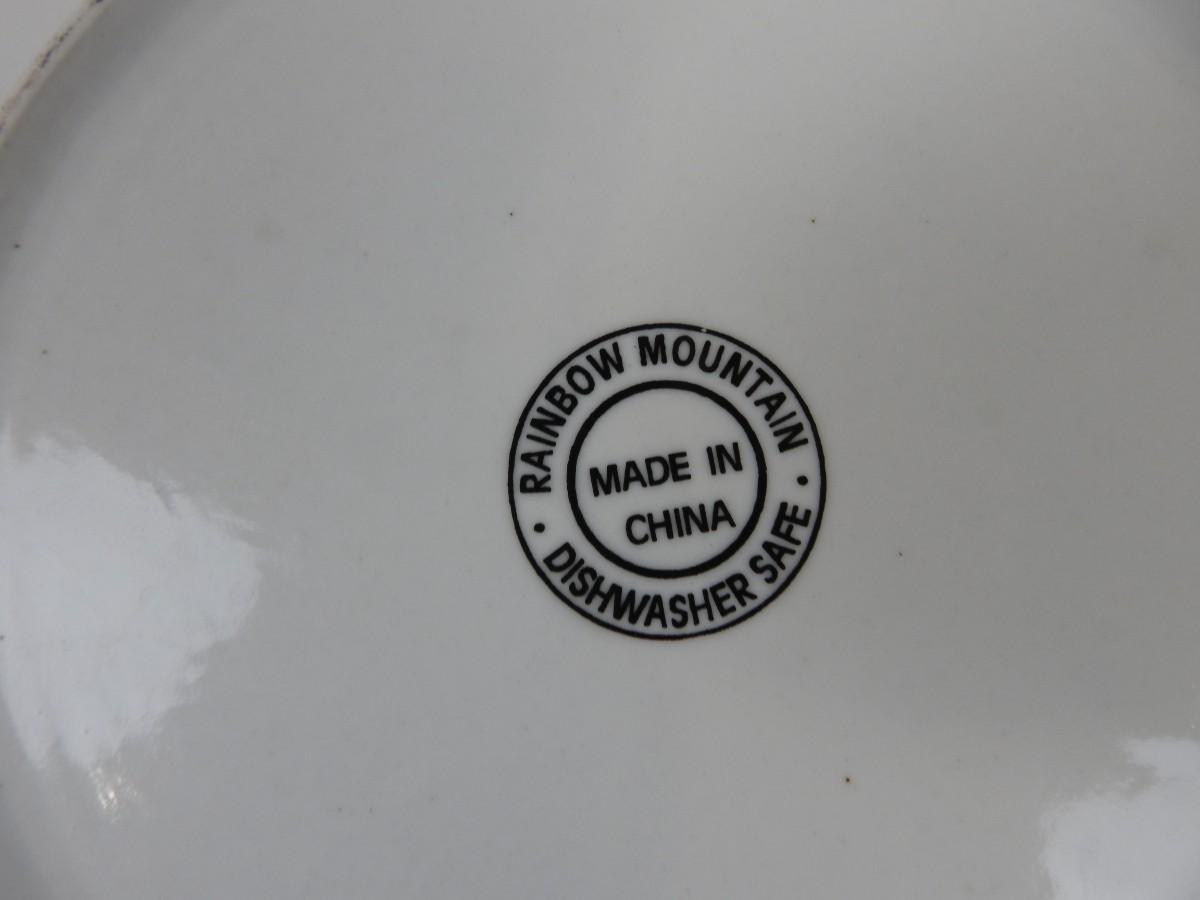 RAINBOW MOUNTAIN
MADE IN
CHINA
• DISHWASHER SAFE •